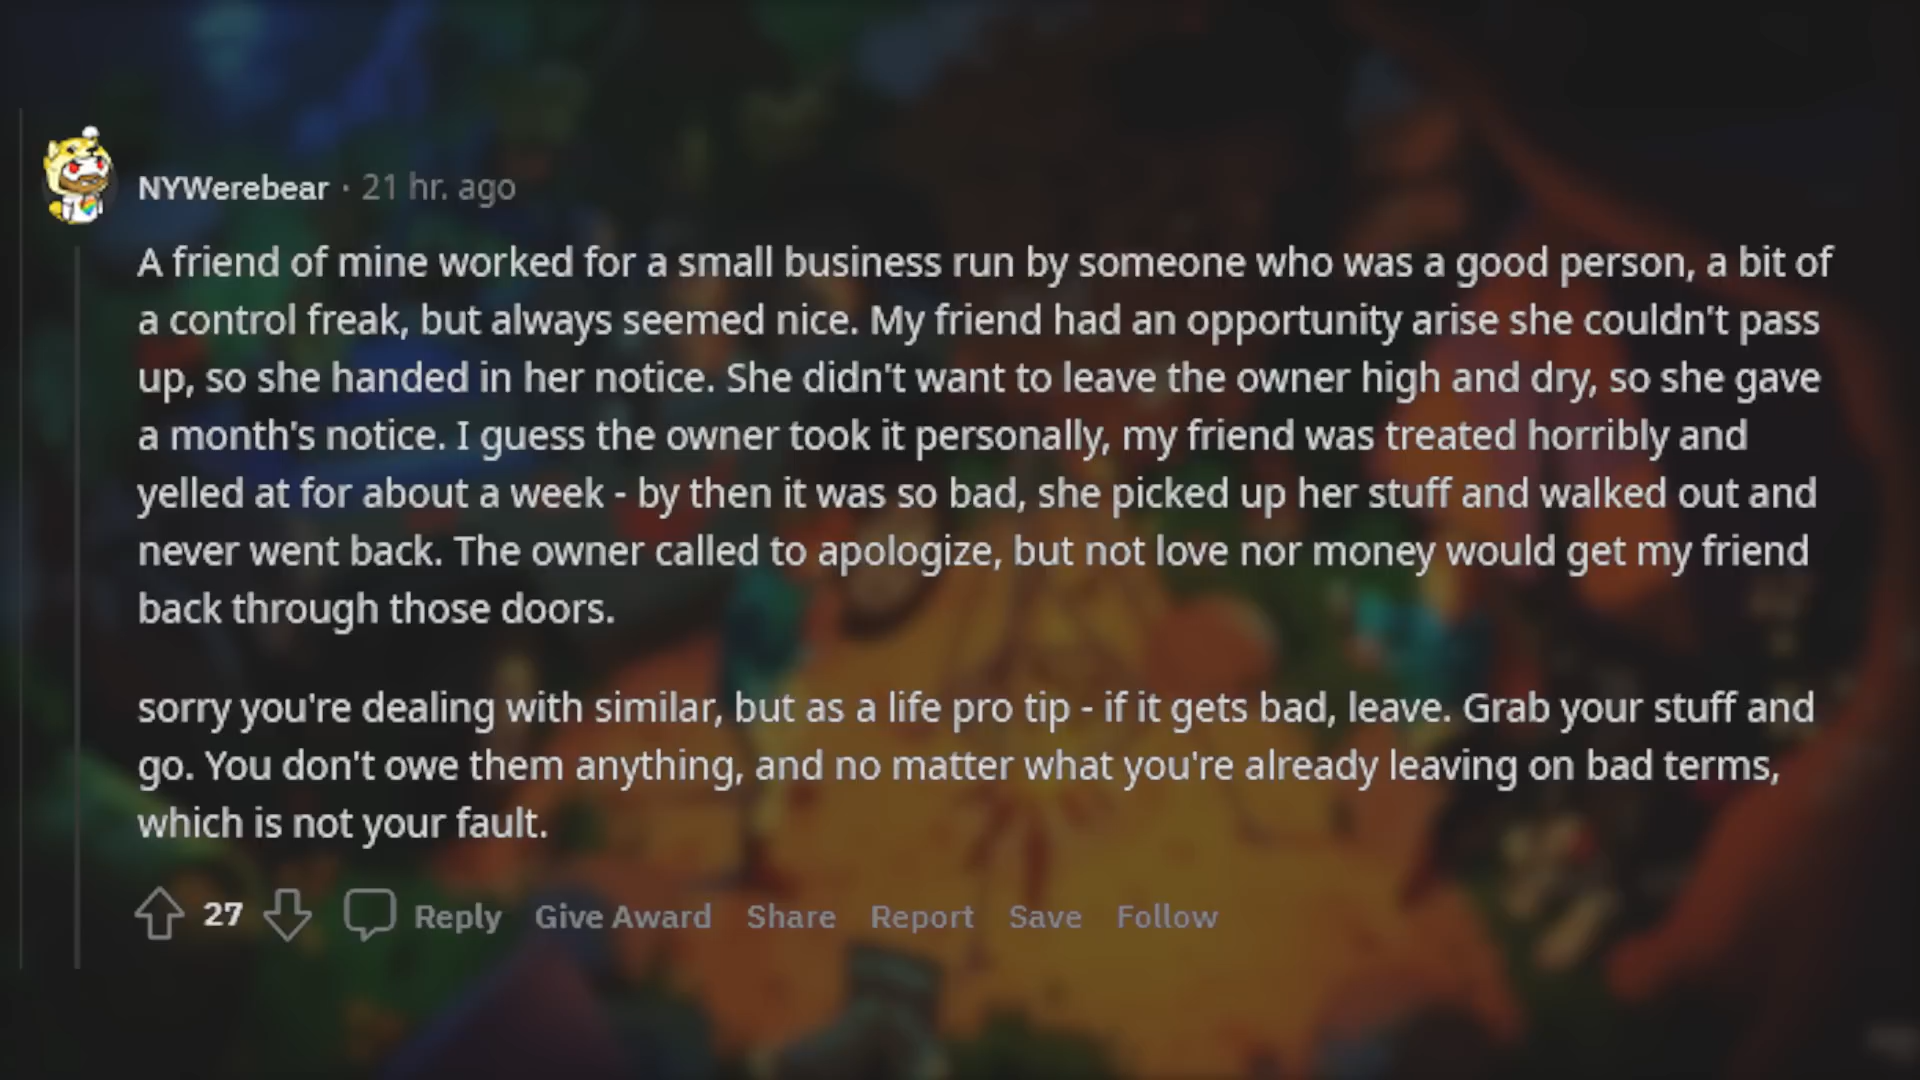 NYWerebear · 21 hr. ago
A friend of mine worked for a small business run by someone who was a good person, a bit of
a control freak, but always seemed nice. My friend had an opportunity arise she couldn't pass
up, so she handed in her notice. She didn't want to leave the owner high and dry, so she gave
a month's notice. I guess the owner took it personally, my friend was treated horribly and
yelled at for about a week - by then it was so bad, she picked up her stuff and walked out and
never went back. The owner called to apologize, but not love nor money would get my friend
back through those doors.
sorry you're dealing with similar, but as a life pro tip - if it gets bad, leave. Grab your stuff and
go. You don't owe them anything, and no matter what you're already leaving on bad terms,
which is not your fault.
27 Reply Give Award Share Report Save Follow